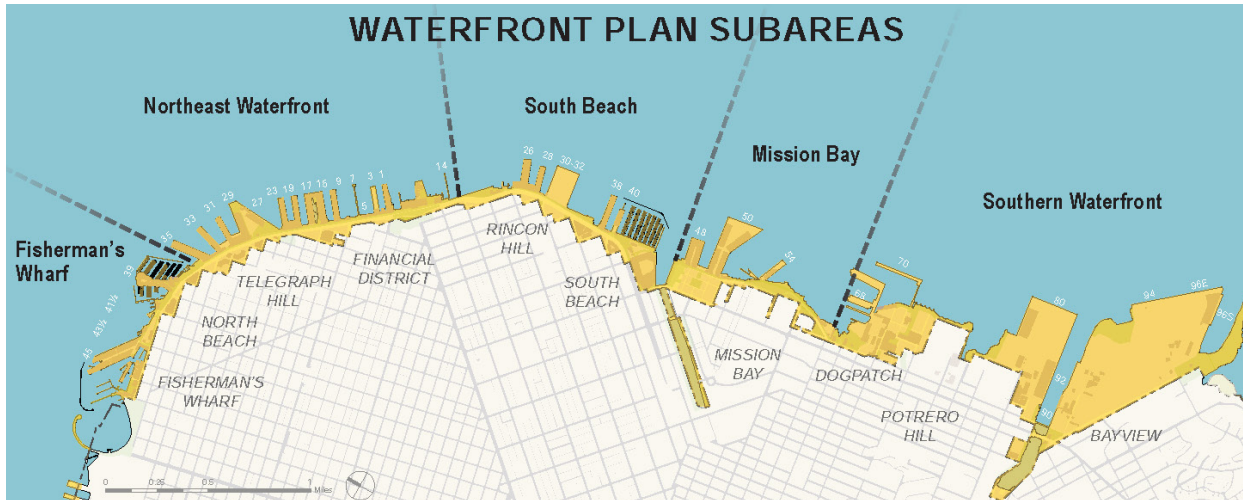 WATERFRONT PLAN SUBAREAS
Northeast Waterfront
South Beach
Mission Bay
Southern Waterfront
Fisherman's
Wharf
45
43½
41½
39
35
33
31
29
27
23
19
17
15
9
7
5
3
1
14
26
28
30-32
38
40
48
50
54
68
70
80
92
90
94
96E
96S
FISHERMAN'S
WHARF
NORTH
BEACH
TELEGRAPH
HILL
FINANCIAL
DISTRICT
RINCON
HILL
SOUTH
BEACH
MISSION
BAY
DOGPATCH
POTRERO
HILL
BAYVIEW
0
0.25
0.5
1
Miles